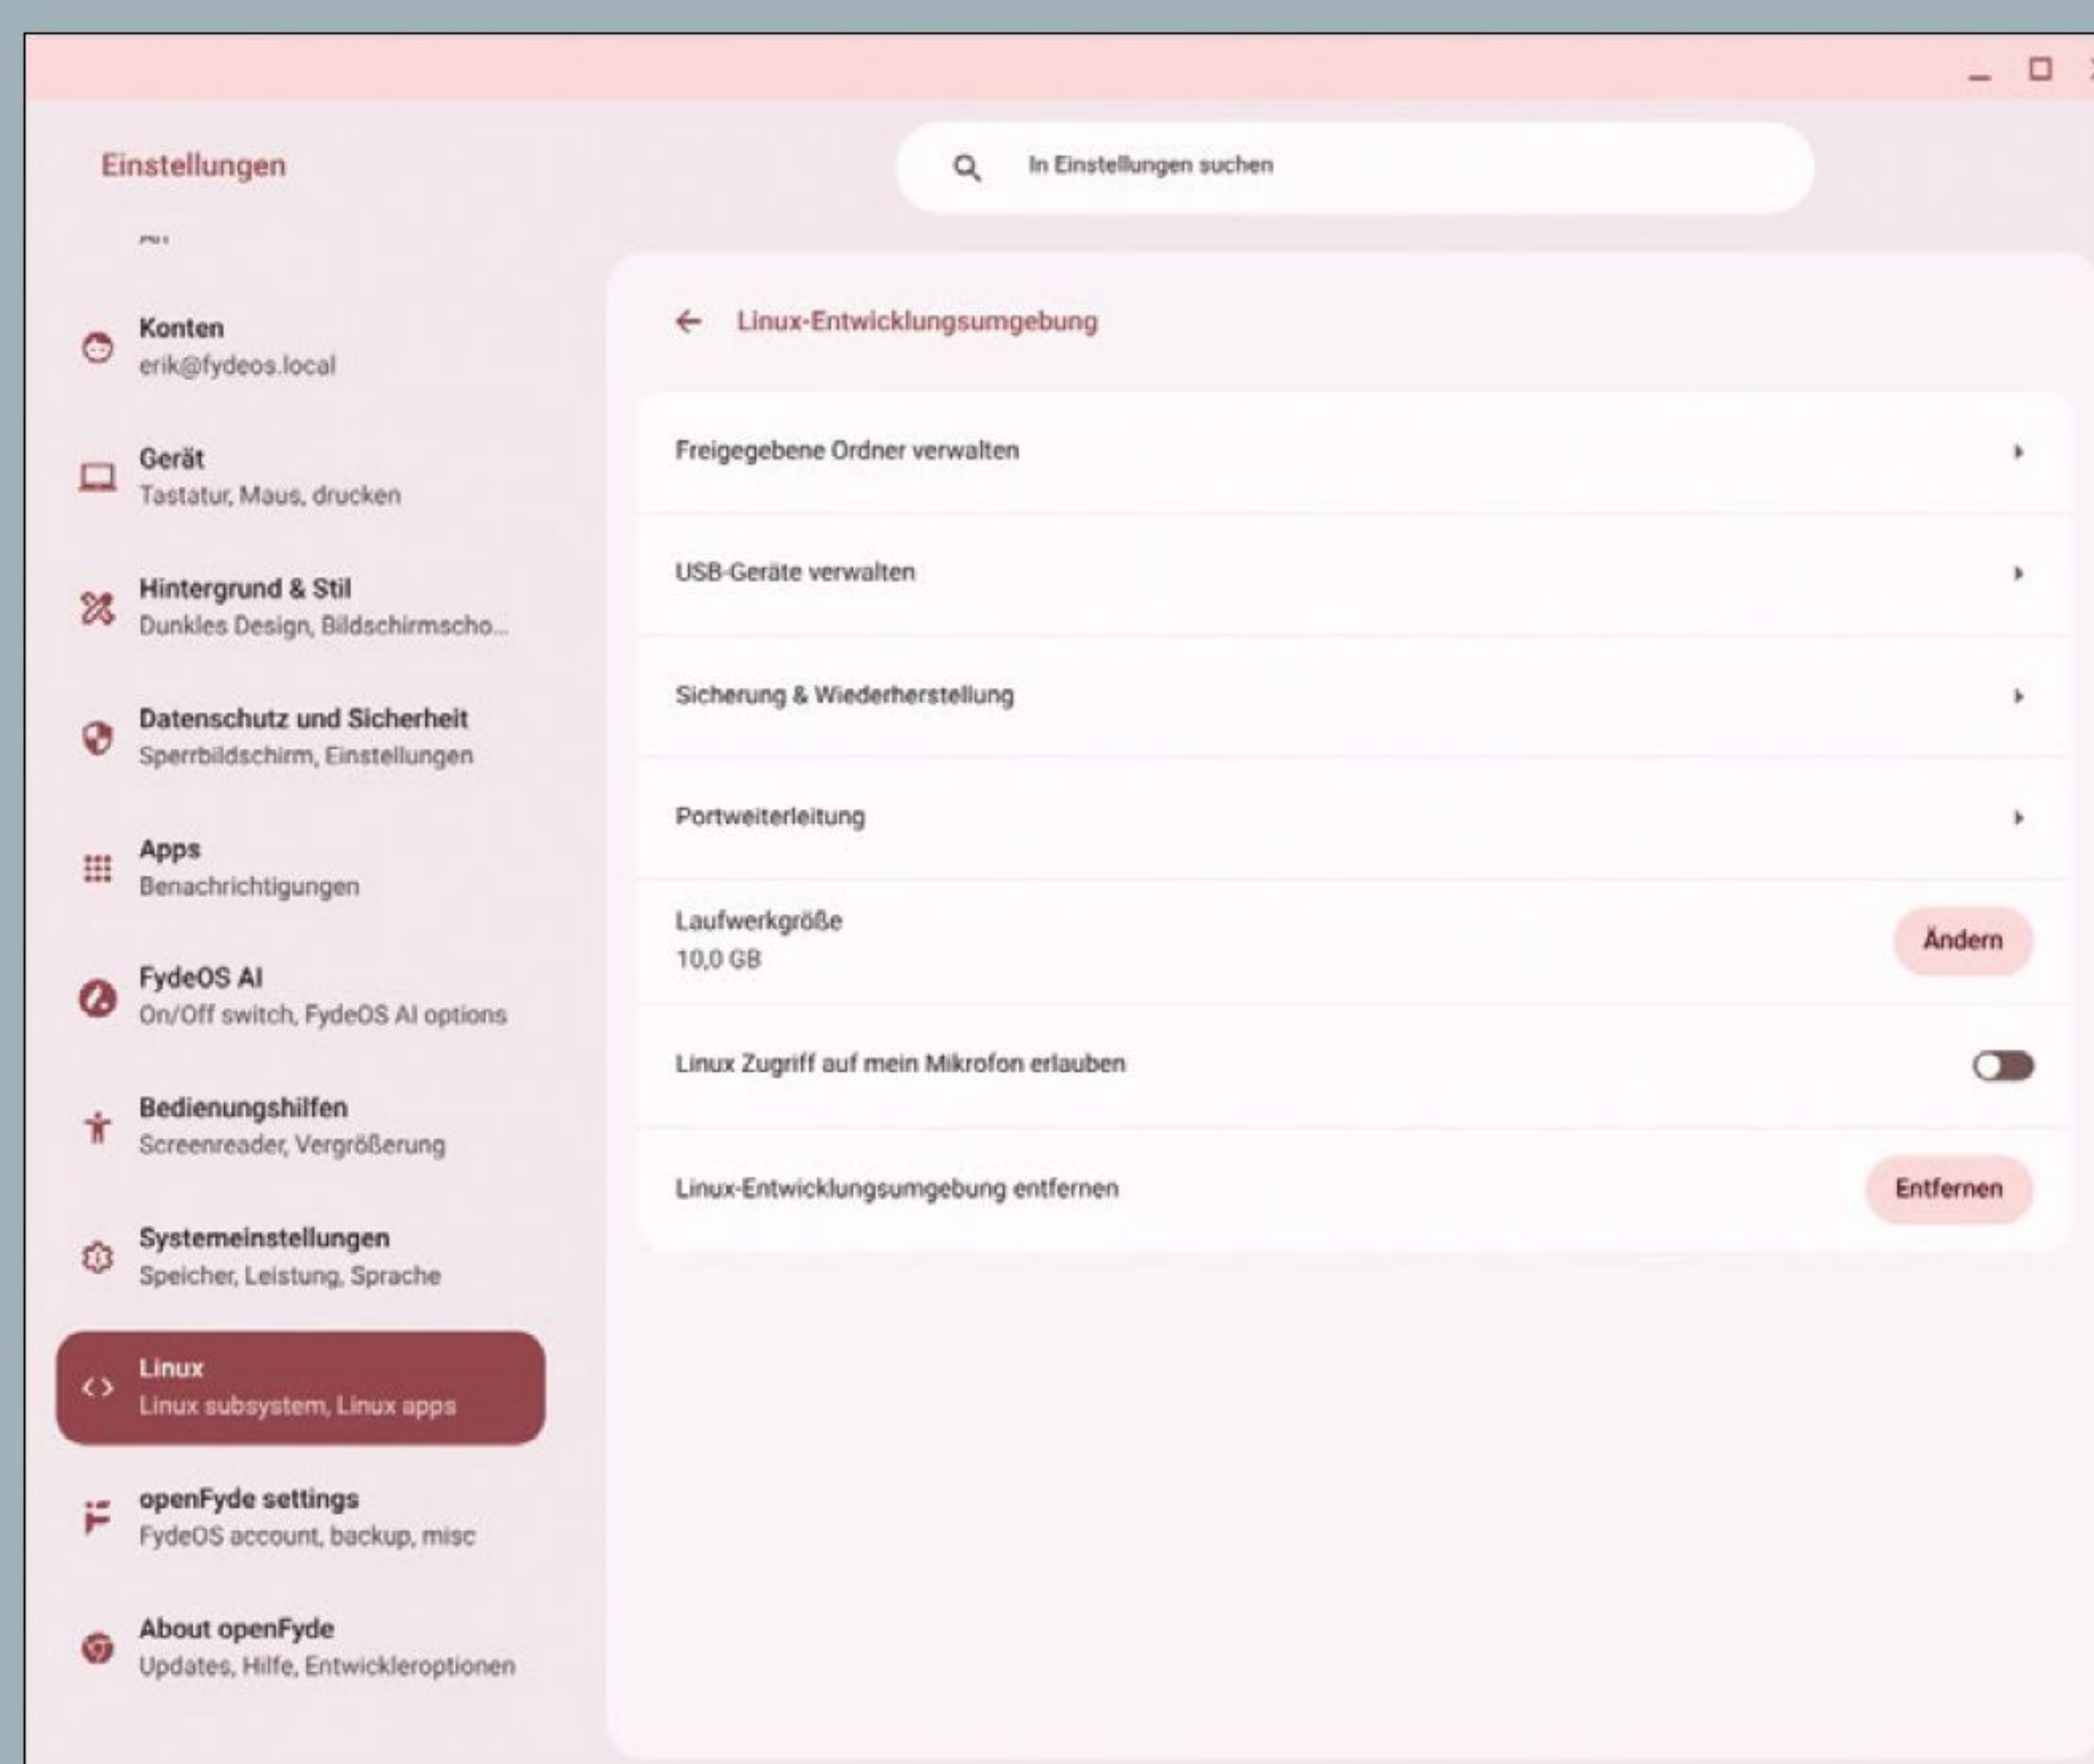 Einstellungen
In Einstellungen suchen
Konten
erik@fydeos.local
Gerät
Tastatur, Maus, drucken
Hintergrund & Stil
Dunkles Design, Bildschirmscho...
Datenschutz und Sicherheit
Sperrbildschirm, Einstellungen
Apps
Benachrichtigungen
FydeOS AI
On/Off switch, FydeOS AI options
Bedienungshilfen
Screenreader, Vergrößerung
Systemeinstellungen
Speicher, Leistung, Sprache
Linux
Linux subsystem, Linux apps
openFyde settings
FydeOS account, backup, misc
About openFyde
Updates, Hilfe, Entwickleroptionen
Linux-Entwicklungsumgebung
Freigegebene Ordner verwalten
USB-Geräte verwalten
Sicherung & Wiederherstellung
Portweiterleitung
Laufwerkgröße
10,0 GB
Ändern
Linux Zugriff auf mein Mikrofon erlauben
Linux-Entwicklungsumgebung entfernen
Entfernen